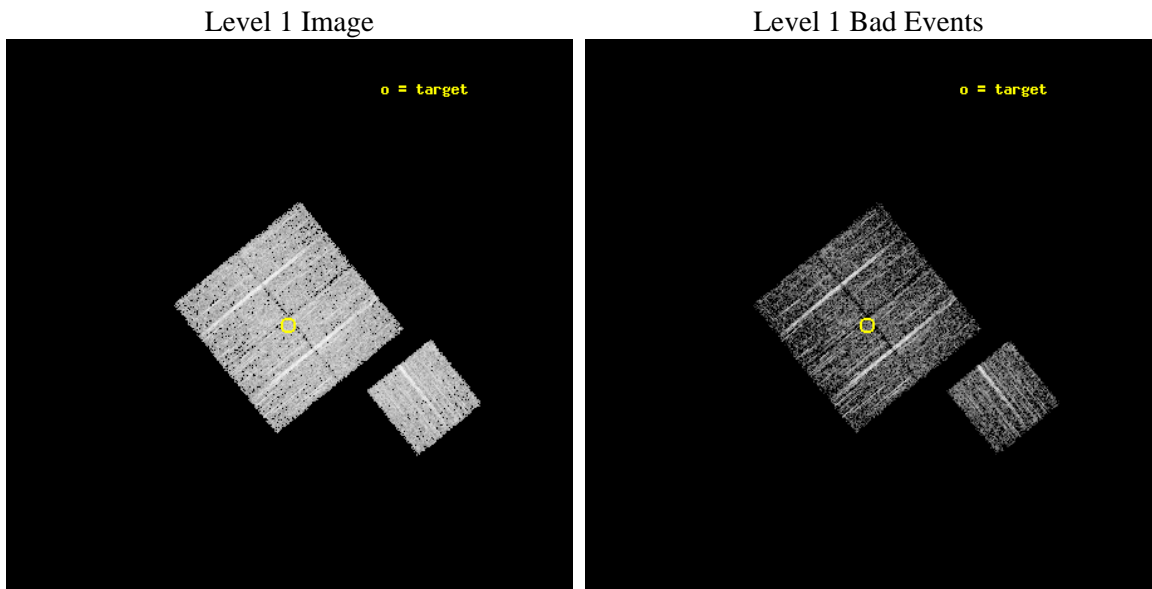 Level 1 Image
Level 1 Bad Events
o = target
o = target